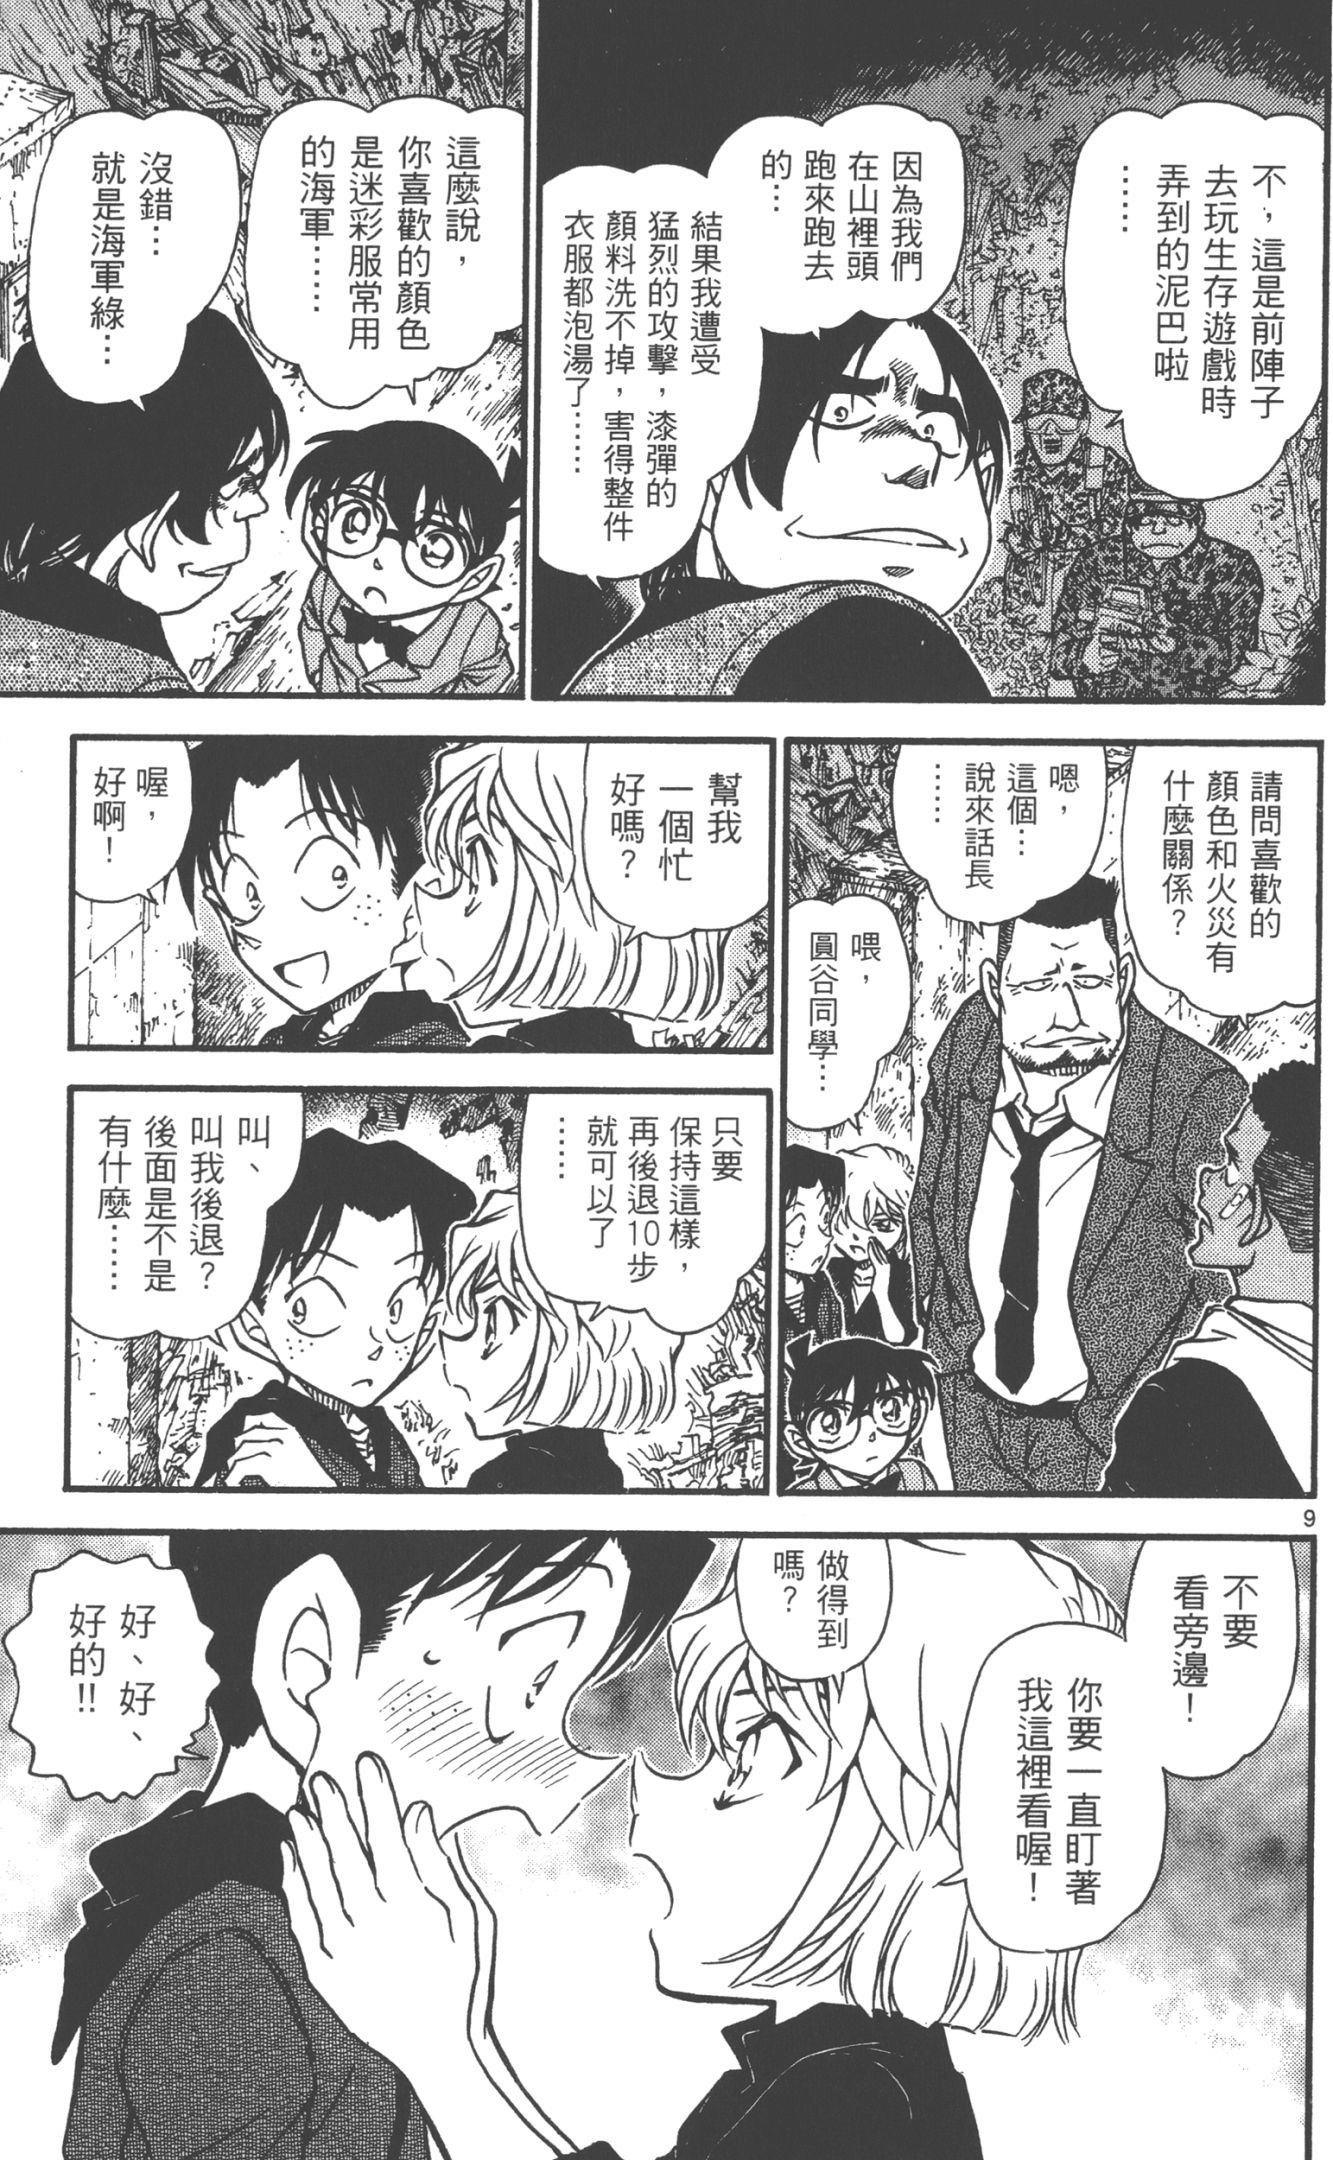 不，這是前陣子
去玩生存遊戲時
弄到的泥巴啦
……
因為我們
在山裡頭
跑來跑去
的…
結果我遭受
猛烈的攻擊，漆彈的
顏料洗不掉，害得整件
衣服都泡湯了……
這麼說，
你喜歡的顏色
是迷彩服常用
的海軍……
沒錯…
就是海軍綠…
請問喜歡的
顏色和火災有
什麼關係？
嗯，
這個…
說來話長
……
喂，
圓谷同學…
幫我
一個忙
好嗎？
喔，
好啊！
只要
保持這樣，
再後退10步
就可以了
……
叫、
叫我後退？
後面是不是
有什麼……
9
不要
看旁邊！
你要一直盯著
我這裡看喔！
做得到
嗎？
好、好、
好的!!